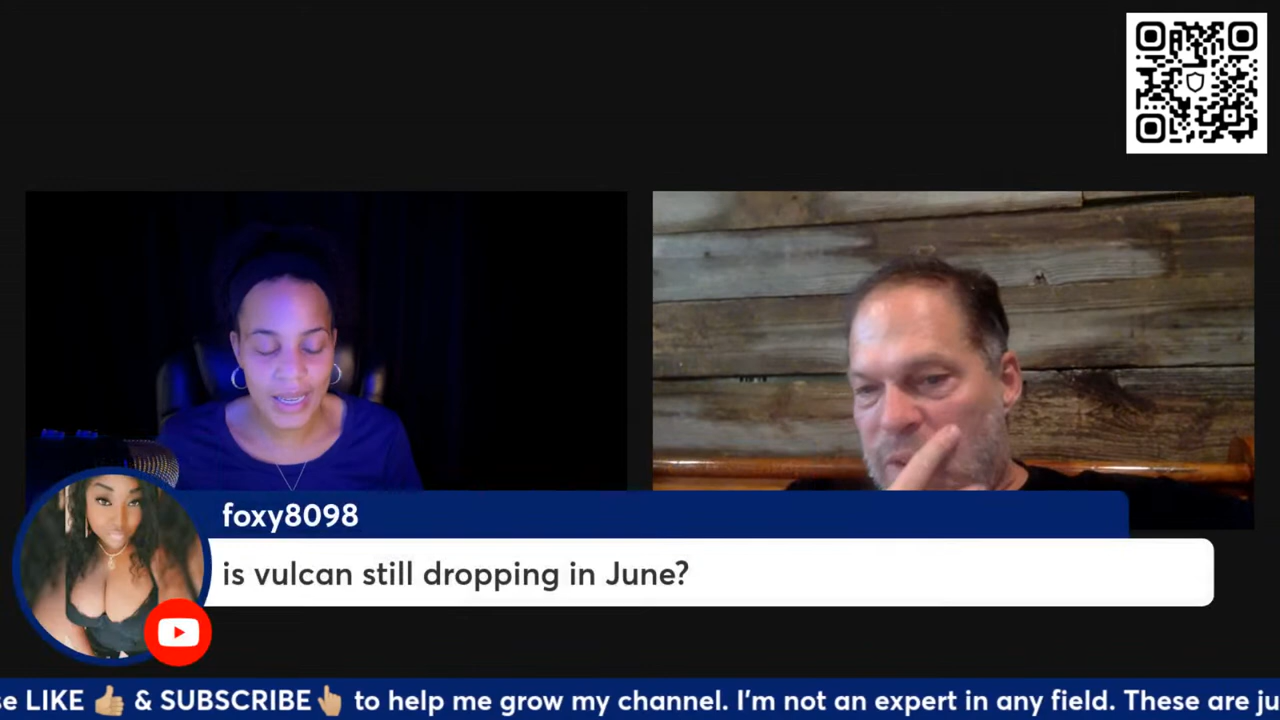 foxy8098
is vulcan still dropping in June?
se LIKE 👍🏽 & SUBSCRIBE 👆🏽 to help me grow my channel. I'm not an expert in any field. These are ju